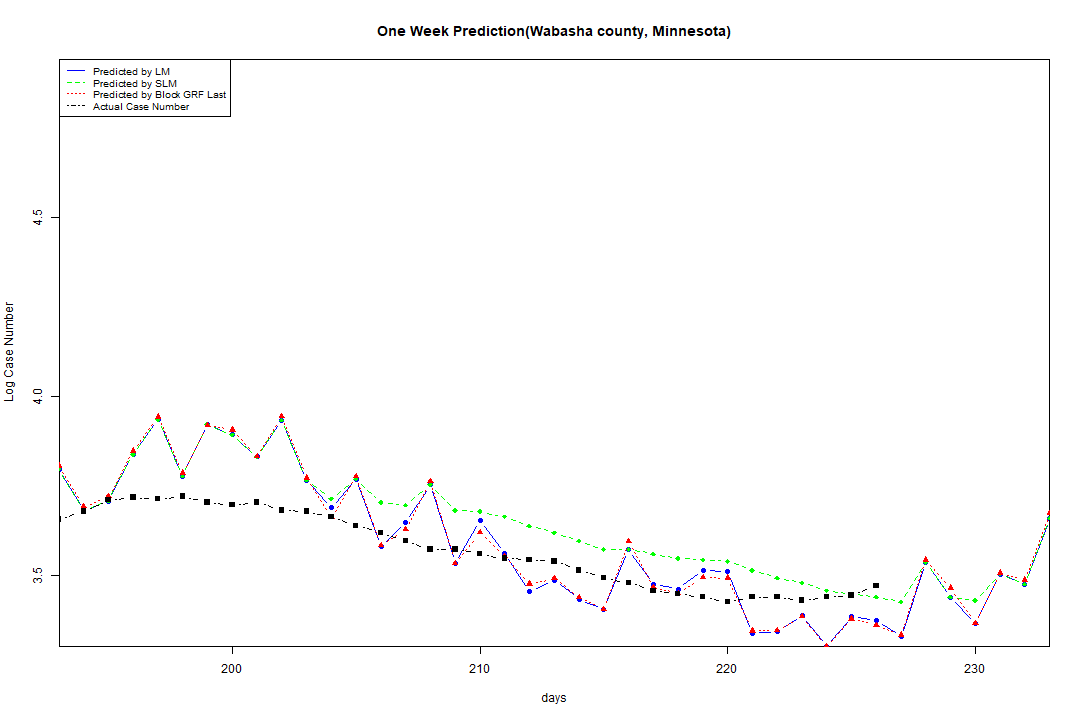 One Week Prediction(Wabasha county, Minnesota)
Predicted by LM
Predicted by SLM
Predicted by Block GRF Last
Actual Case Number
4.5
4.0
3.5
Log Case Number
200
210
220
230
days